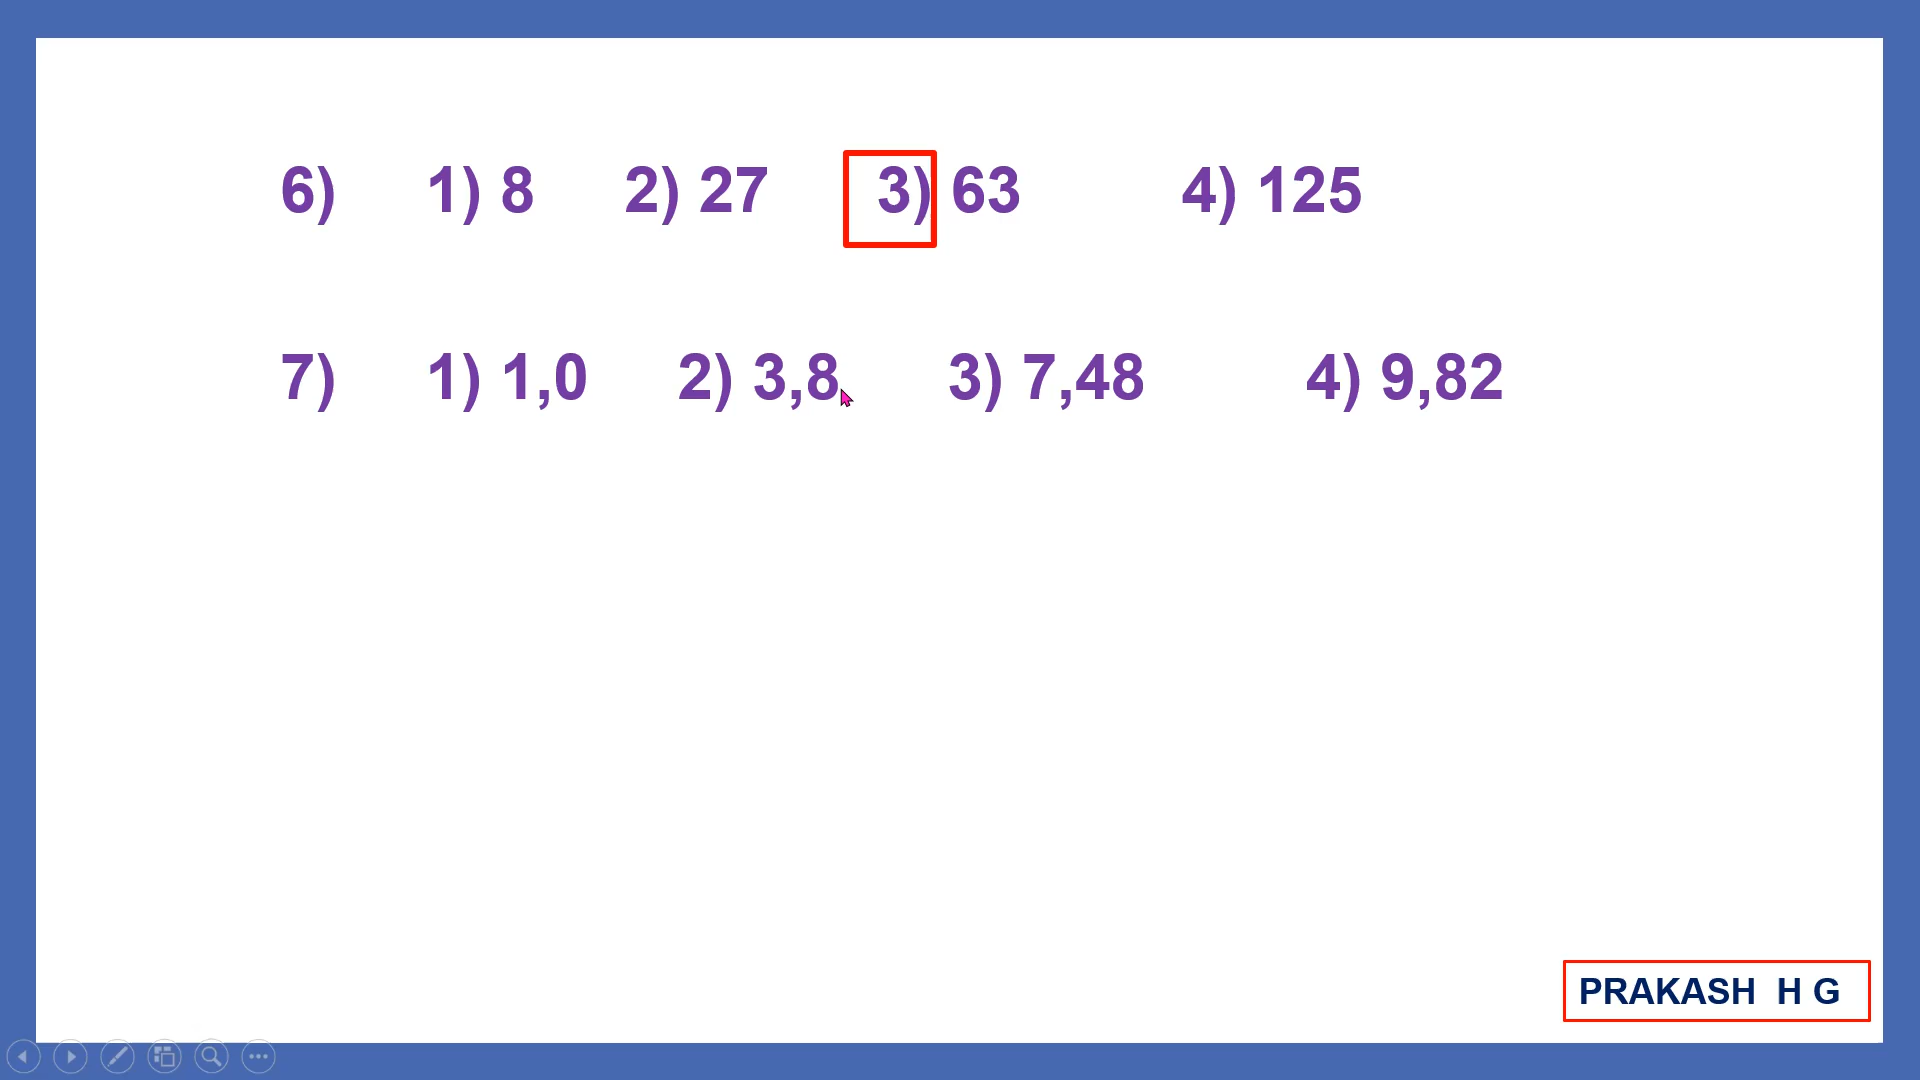 6) 1) 8 2) 27 3) 63 4) 125
7) 1) 1,0 2) 3,8 3) 7,48 4) 9,82
PRAKASH H G